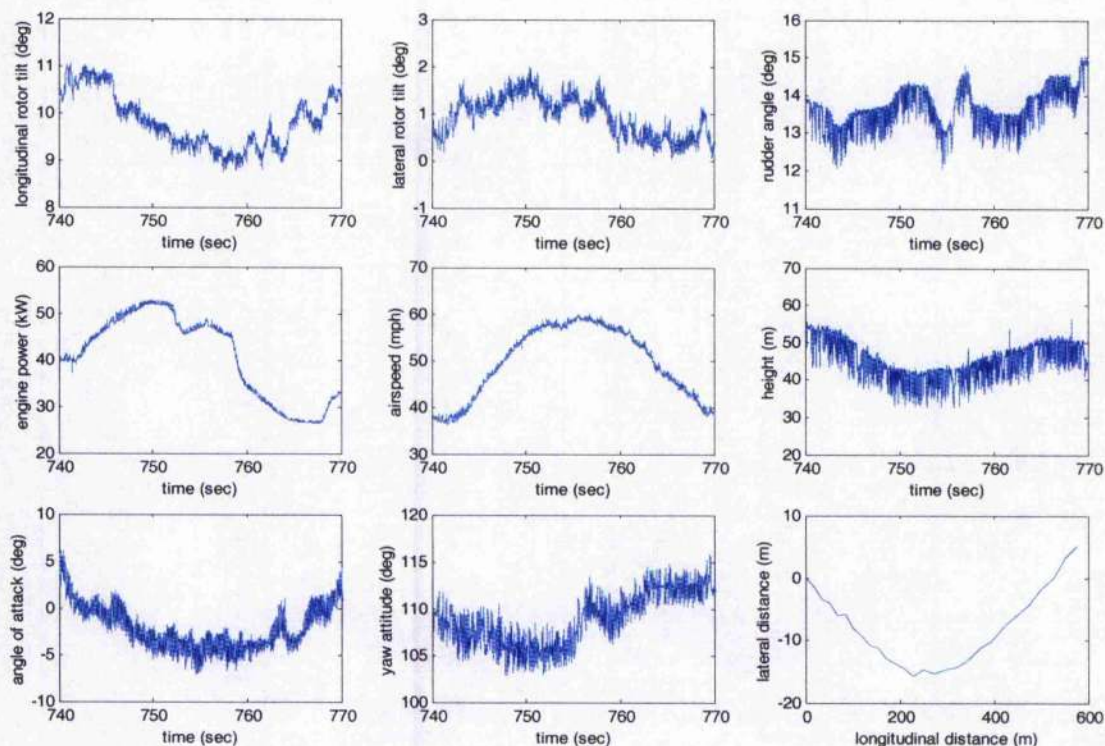 12
11
10
9
8
740 750 760 770
time (sec)
longitudinal rotor tilt (deg)
3
2
1
0
-1
740 750 760 770
time (sec)
lateral rotor tilt (deg)
16
15
14
13
12
11
740 750 760 770
time (sec)
rudder angle (deg)
60
50
40
30
20
740 750 760 770
time (sec)
engine power (kW)
70
60
50
40
30
740 750 760 770
time (sec)
airspeed (mph)
70
60
50
40
30
20
740 750 760 770
time (sec)
height (m)
10
5
0
-5
-10
740 750 760 770
time (sec)
angle of attack (deg)
120
115
110
105
100
740 750 760 770
time (sec)
yaw attitude (deg)
10
0
-10
-20
0 200 400 600
longitudinal distance (m)
lateral distance (m)